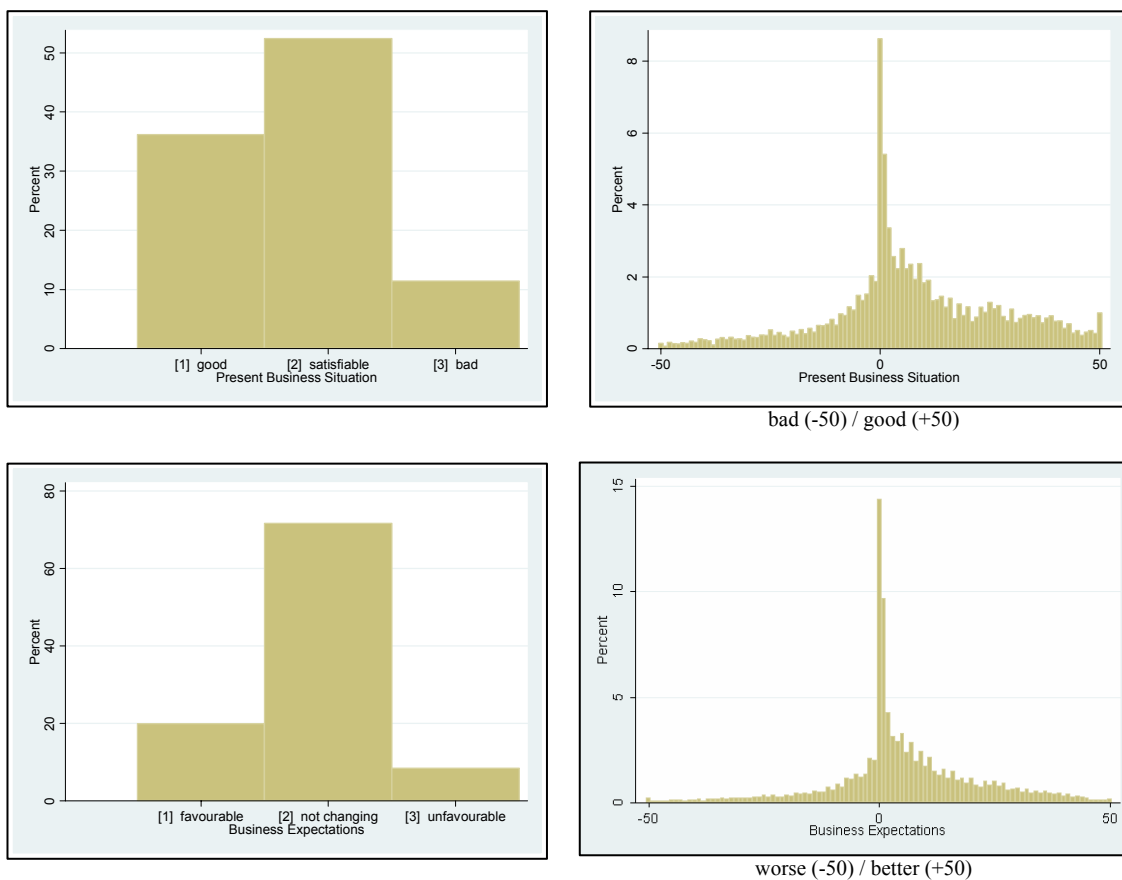 Percent
50
40
30
20
10
0
[1] good
[2] satisfiable
[3] bad
Present Business Situation
Percent
8
6
4
2
0
-50
0
50
Present Business Situation
bad (-50) / good (+50)
Percent
80
60
40
20
0
[1] favourable
[2] not changing
[3] unfavourable
Business Expectations
Percent
15
10
5
0
-50
0
50
Business Expectations
worse (-50) / better (+50)